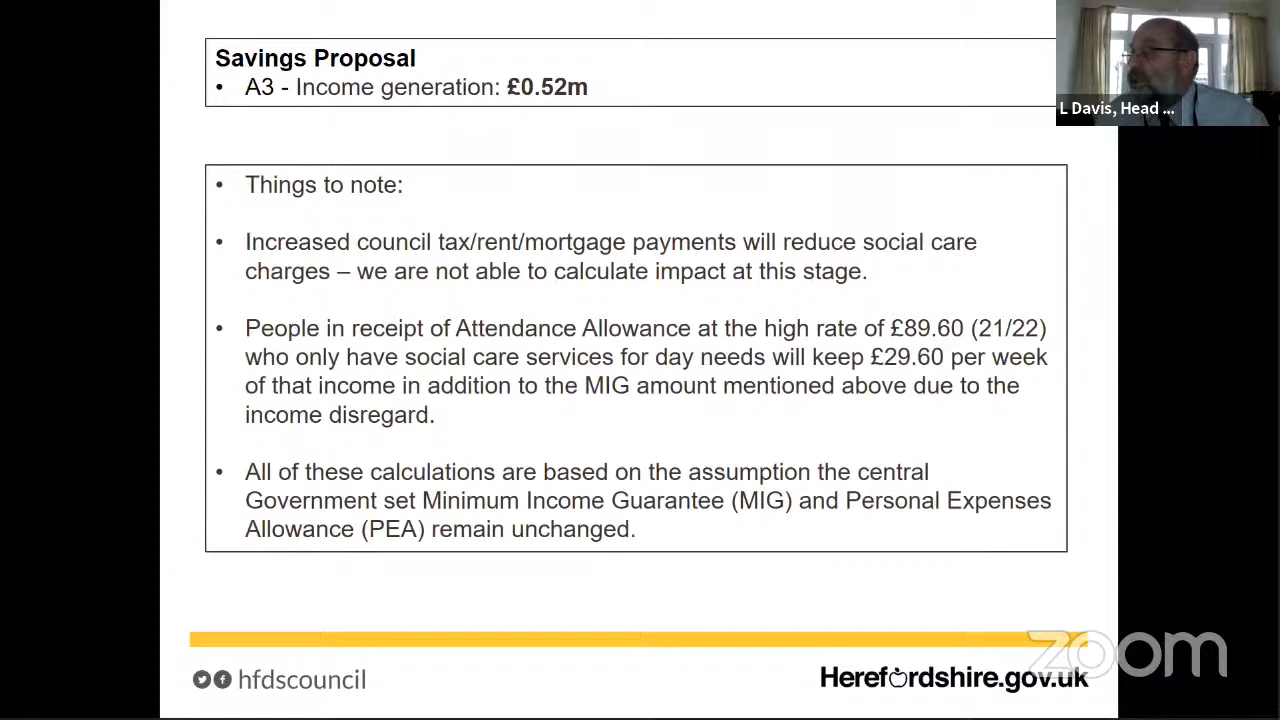 Savings Proposal
• A3 - Income generation: £0.52m
L Davis, Head ...
• Things to note:
• Increased council tax/rent/mortgage payments will reduce social care
charges – we are not able to calculate impact at this stage.
• People in receipt of Attendance Allowance at the high rate of £89.60 (21/22)
who only have social care services for day needs will keep £29.60 per week
of that income in addition to the MIG amount mentioned above due to the
income disregard.
• All of these calculations are based on the assumption the central
Government set Minimum Income Guarantee (MIG) and Personal Expenses
Allowance (PEA) remain unchanged.
hfdscouncil
Herefordshire.gov.uk
zoom